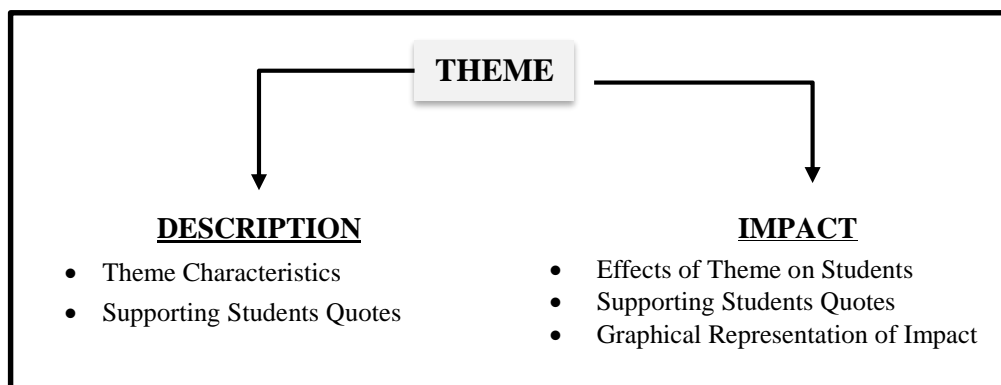 THEME
DESCRIPTION
Theme Characteristics
Supporting Students Quotes
IMPACT
Effects of Theme on Students
Supporting Students Quotes
Graphical Representation of Impact